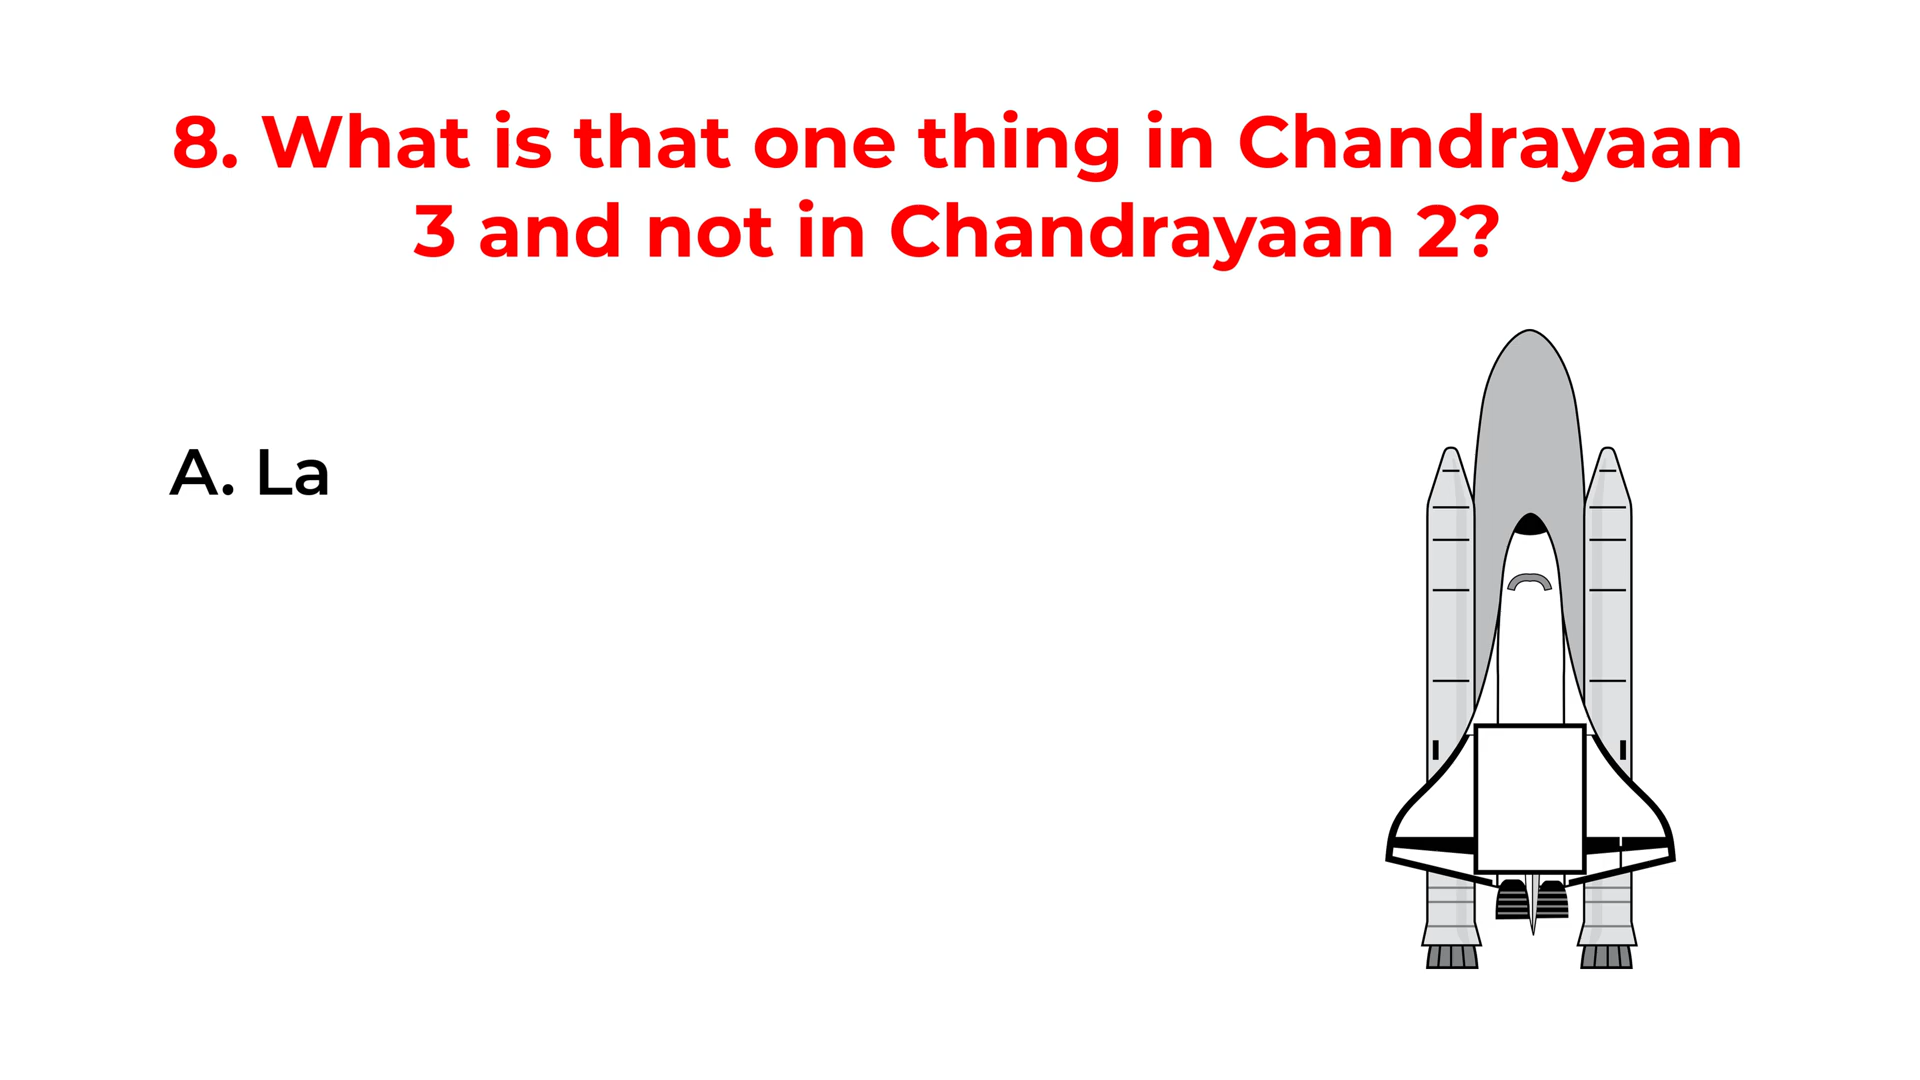 8. What is that one thing in Chandrayaan
3 and not in Chandrayaan 2?
A. La